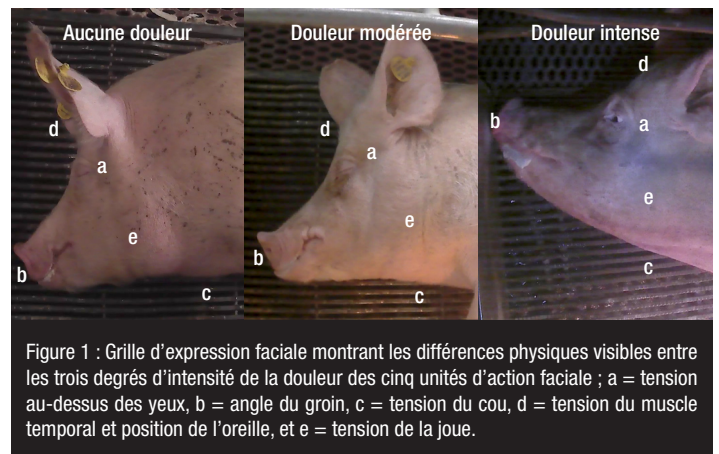 Aucune douleur
Douleur modérée
Douleur intense
d
a
e
b
c
d
a
e
b
c
d
b
a
e
c
Figure 1 : Grille d’expression faciale montrant les différences physiques visibles entre
les trois degrés d’intensité de la douleur des cinq unités d’action faciale ; a = tension
au-dessus des yeux, b = angle du groin, c = tension du cou, d = tension du muscle
temporal et position de l’oreille, et e = tension de la joue.